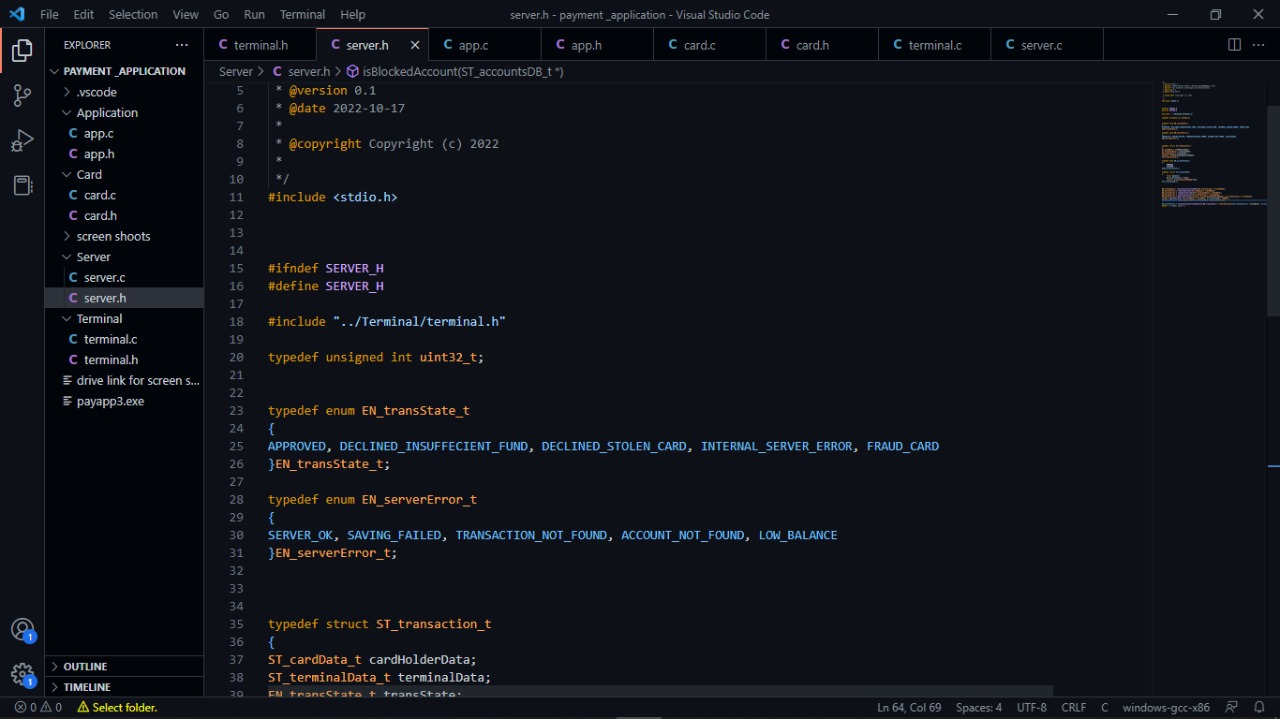 File Edit Selection View Go Run Terminal Help server.h - payment _application - Visual Studio Code
EXPLORER
terminal.h server.h app.c app.h card.c card.h terminal.c server.c
PAYMENT _APPLICATION
.vscode
Application
app.c
app.h
Card
card.c
card.h
screen shoots
Server
server.c
server.h
Terminal
terminal.c
terminal.h
drive link for screen s...
payapp3.exe
OUTLINE
TIMELINE
Server > server.h > isBlockedAccount(ST_accountsDB_t *)
5 * @version 0.1
6 * @date 2022-10-17
7 *
8 * @copyright Copyright (c) 2022
9 *
10 */
11 #include <stdio.h>
12
13
14
15 #ifndef SERVER_H
16 #define SERVER_H
17
18 #include "../Terminal/terminal.h"
19
20 typedef unsigned int uint32_t;
21
22
23 typedef enum EN_transState_t
24 {
25 APPROVED, DECLINED_INSUFFECIENT_FUND, DECLINED_STOLEN_CARD, INTERNAL_SERVER_ERROR, FRAUD_CARD
26 }EN_transState_t;
27
28 typedef enum EN_serverError_t
29 {
30 SERVER_OK, SAVING_FAILED, TRANSACTION_NOT_FOUND, ACCOUNT_NOT_FOUND, LOW_BALANCE
31 }EN_serverError_t;
32
33
34
35 typedef struct ST_transaction_t
36 {
37 ST_cardData_t cardHolderData;
38 ST_terminalData_t terminalData;
39 EN_transState_t transState;
1
1
0 0 Select folder. Ln 64, Col 69 Spaces: 4 UTF-8 CRLF C windows-gcc-x86